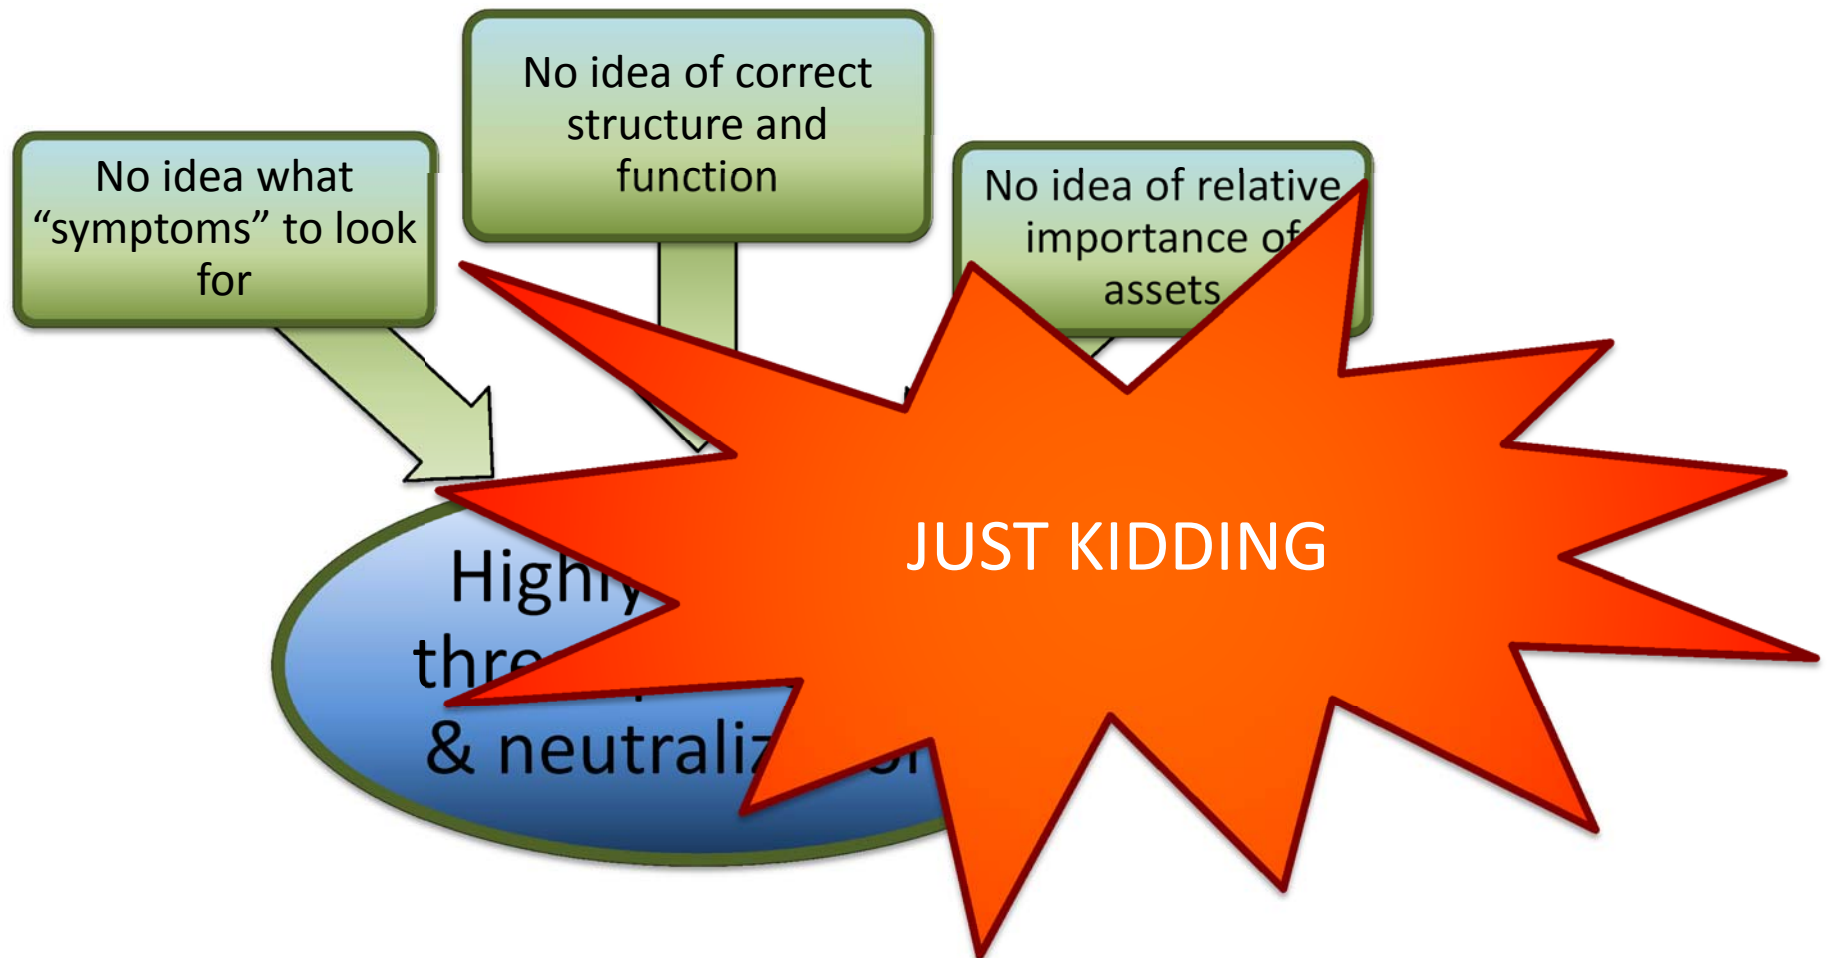 No idea what
“symptoms” to look
for
No idea of correct
structure and
function
No idea of relative
importance of
assets
JUST KIDDING
Highly
&